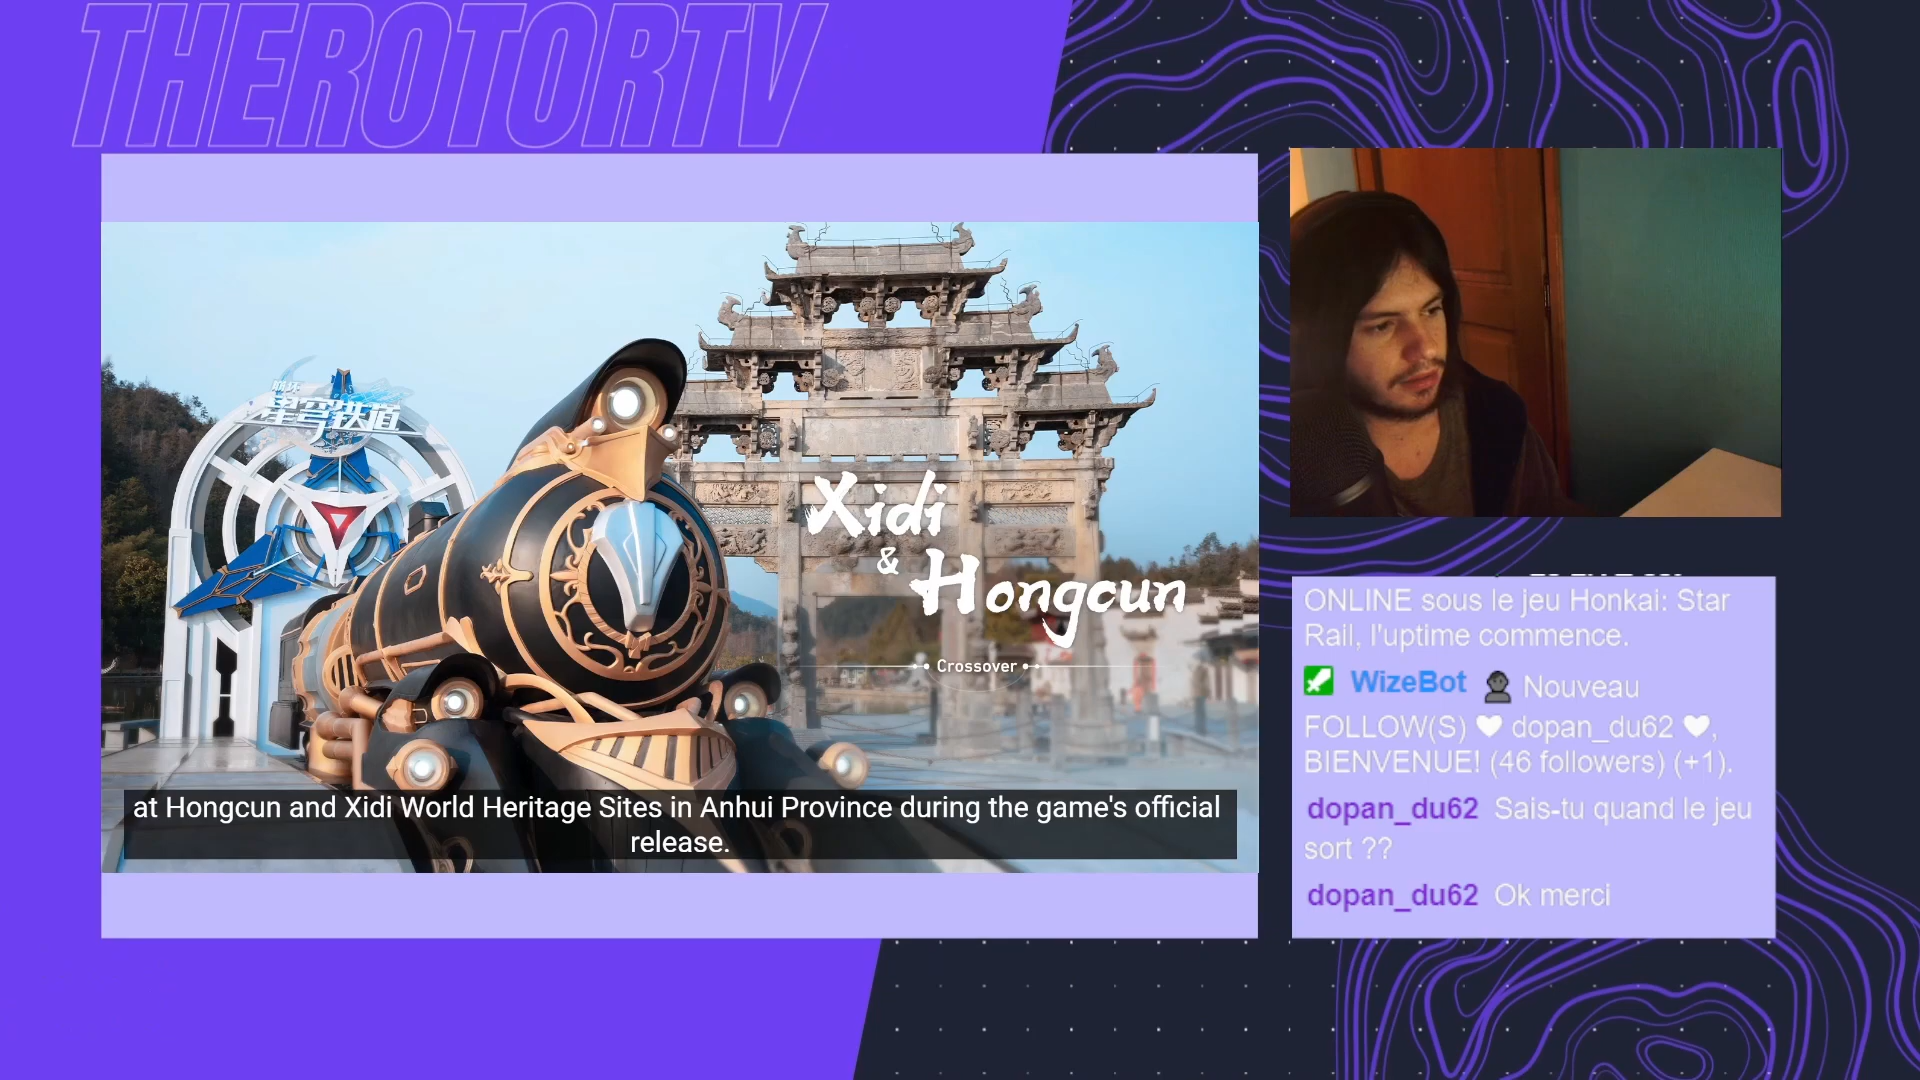 THEROTORTV
崩坏
星穹铁道
Xidi
&
Hongcun
Crossover
at Hongcun and Xidi World Heritage Sites in Anhui Province during the game's official
release.
ONLINE sous le jeu Honkai: Star
Rail, l'uptime commence.
WizeBot Nouveau
FOLLOW(S) 🤍 dopan_du62 🤍,
BIENVENUE! (46 followers) (+1).
dopan_du62 Sais-tu quand le jeu
sort ??
dopan_du62 Ok merci